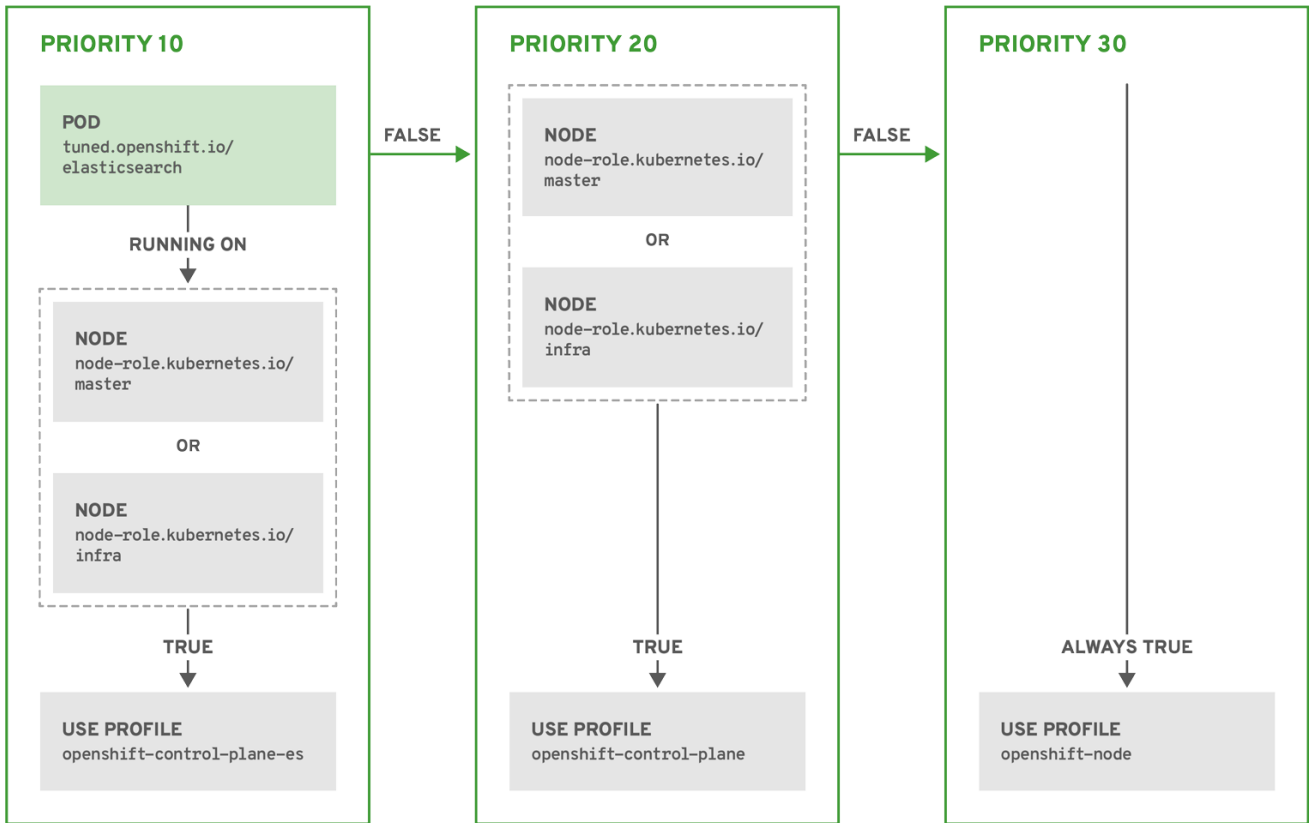 PRIORITY 10
POD
tuned.openshift.io/
elasticsearch
RUNNING ON
NODE
node-role.kubernetes.io/
master
OR
NODE
node-role.kubernetes.io/
infra
TRUE
USE PROFILE
openshift-control-plane-es
FALSE
PRIORITY 20
NODE
node-role.kubernetes.io/
master
OR
NODE
node-role.kubernetes.io/
infra
TRUE
USE PROFILE
openshift-control-plane
FALSE
PRIORITY 30
ALWAYS TRUE
USE PROFILE
openshift-node